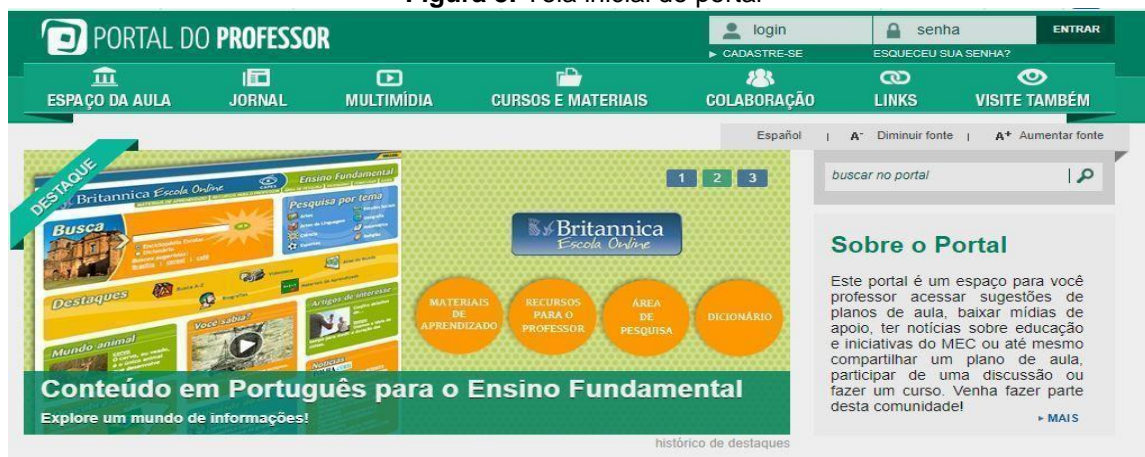 PORTAL DO PROFESSOR
login
senha
ENTRAR
► CADASTRE-SE
ESQUECEU SUA SENHA?
ESPAÇO DA AULA
JORNAL
MULTIMÍDIA
CURSOS E MATERIAIS
COLABORAÇÃO
LINKS
VISITE TAMBÉM
Español | A- Diminuir fonte | A+ Aumentar fonte
DESTAQUE
Britannica Escola Online
Ensino Fundamental
Busca
Pesquisa por tema
Destaques
Você sabia?
Artigos de interesse
Mundo animal
Notícias
1 2 3
Britannica
Escola Online
MATERIAIS
DE
APRENDIZADO
RECURSOS
PARA O
PROFESSOR
ÁREA
DE
PESQUISA
DICIONÁRIO
Conteúdo em Português para o Ensino Fundamental
Explore um mundo de informações!
histórico de destaques
buscar no portal
Sobre o Portal
Este portal é um espaço para você
professor acessar sugestões de
planos de aula, baixar mídias de
apoio, ter notícias sobre educação
e iniciativas do MEC ou até mesmo
compartilhar um plano de aula,
participar de uma discussão ou
fazer um curso. Venha fazer parte
desta comunidade!
► MAIS